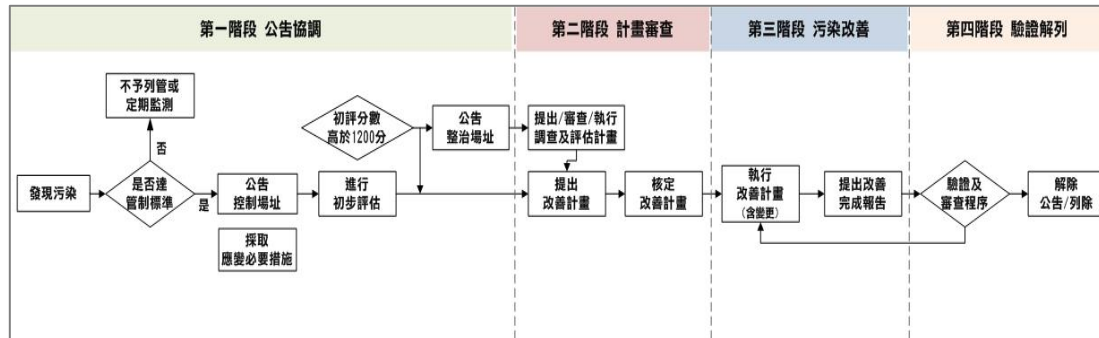 第一階段 公告協調
第二階段 計畫審查
第三階段 污染改善
第四階段 驗證解列
不予列管或
定期監測
初評分數
高於1200分
公告
整治場址
提出/審查/執行
調查及評估計畫
否
發現污染
是否達
管制標準
是
公告
控制場址
進行
初步評估
提出
改善計畫
核定
改善計畫
執行
改善計畫
(含變更)
提出改善
完成報告
驗證及
審查程序
解除
公告/列除
採取
應變必要措施